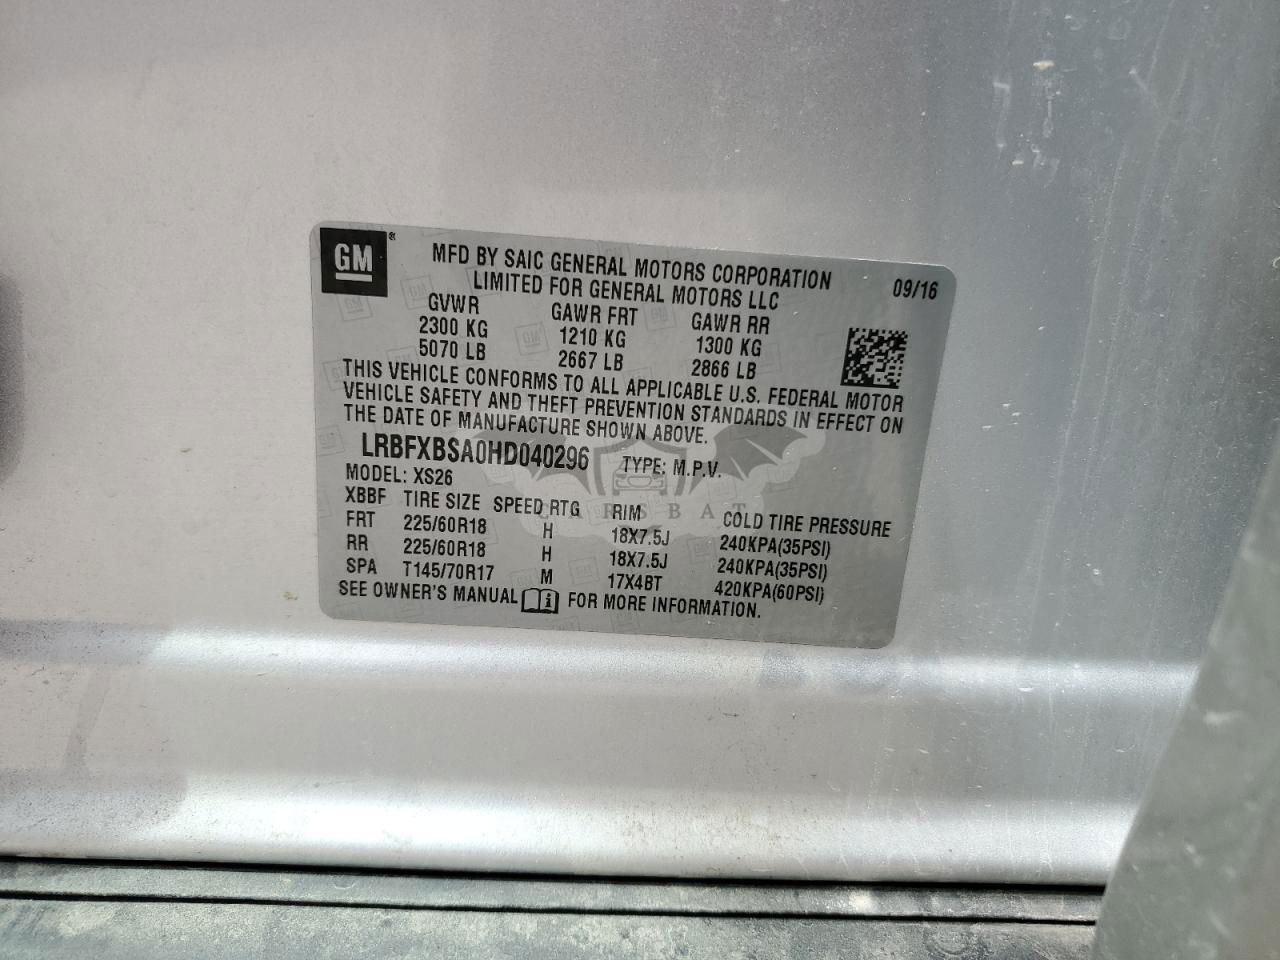 GM ®
MFD BY SAIC GENERAL MOTORS CORPORATION
LIMITED FOR GENERAL MOTORS LLC
09/16
GVWR GAWR FRT GAWR RR
2300 KG 1210 KG 1300 KG
5070 LB 2667 LB 2866 LB
THIS VEHICLE CONFORMS TO ALL APPLICABLE U.S. FEDERAL MOTOR
VEHICLE SAFETY AND THEFT PREVENTION STANDARDS IN EFFECT ON
THE DATE OF MANUFACTURE SHOWN ABOVE.
LRBFXBSA0HD040296 TYPE: M.P.V.
MODEL: XS26
XBBF TIRE SIZE SPEED RTG RIM COLD TIRE PRESSURE
FRT 225/60R18 H 18X7.5J 240KPA(35PSI)
RR 225/60R18 H 18X7.5J 240KPA(35PSI)
SPA T145/70R17 M 17X4BT 420KPA(60PSI)
SEE OWNER'S MANUAL FOR MORE INFORMATION.
CARSBAT